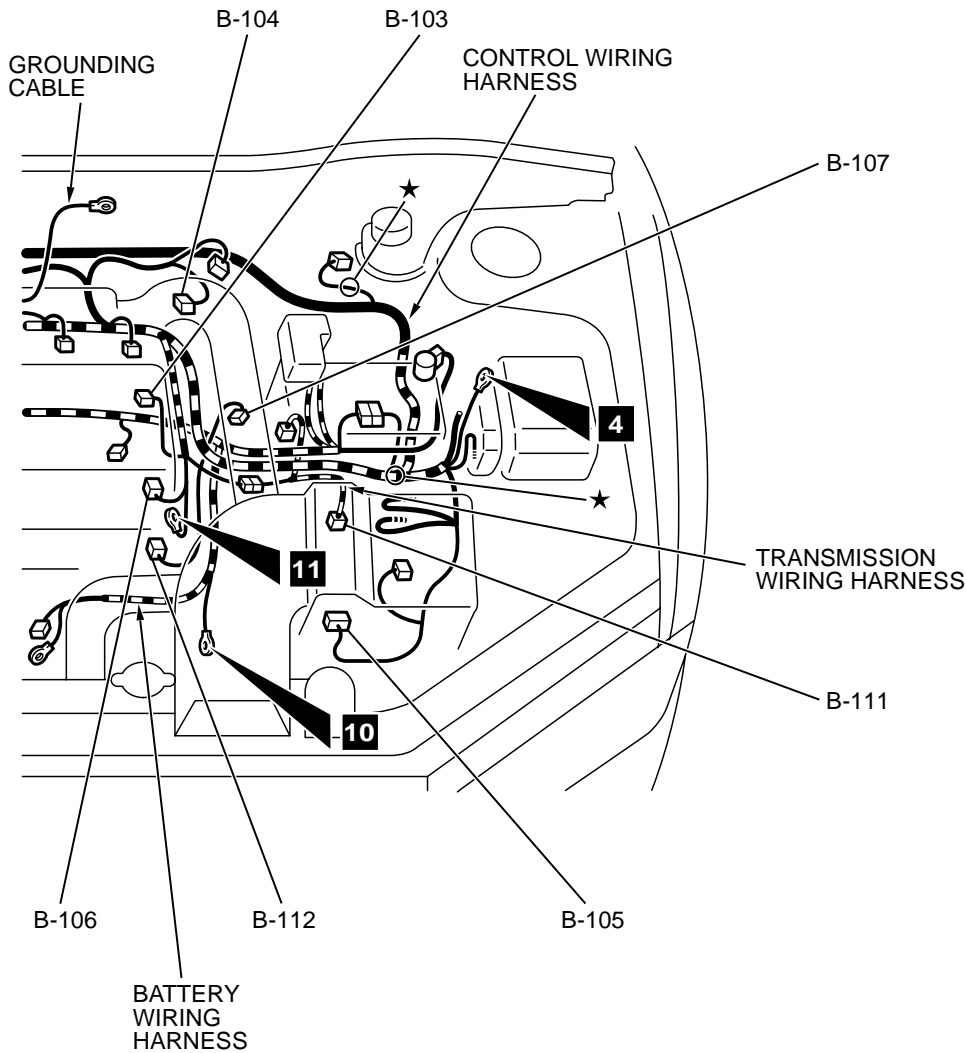 B-104
B-103
GROUNDING
CABLE
CONTROL WIRING
HARNESS
B-107
4
11
TRANSMISSION
WIRING HARNESS
B-111
10
B-106
B-112
B-105
BATTERY
WIRING
HARNESS